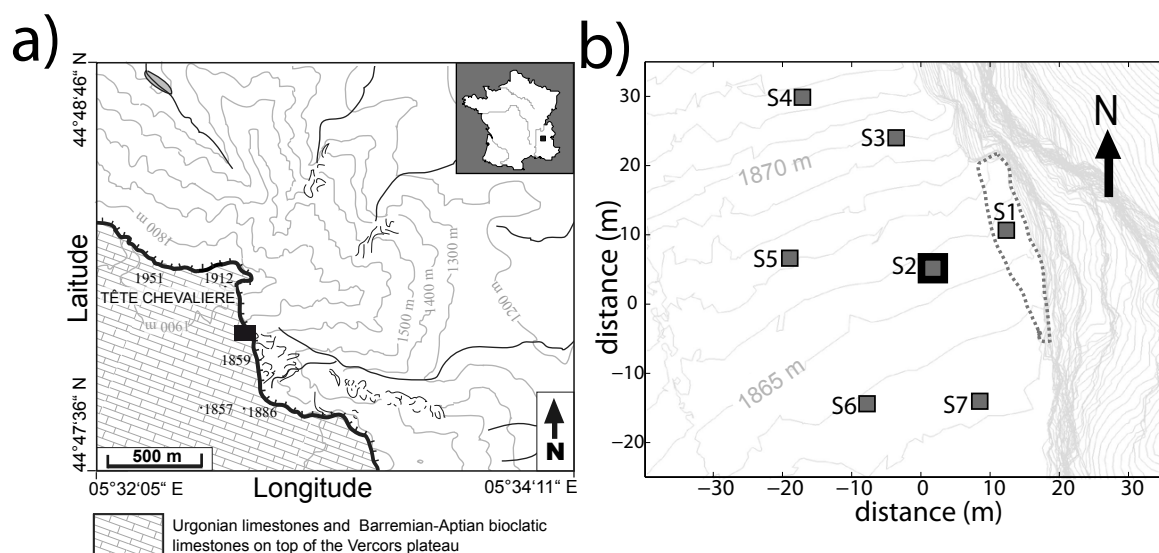 a)
44°48'46" N
Laitude
44°47'36" N
1800 m
1951
1912
TÊTE CHEVALIERE
1900 m
1859
1857
1886
1500 m
1400 m
1300 m
1200 m
500 m
N
05°32'05" E
Longitude
05°34'11" E
Urgonian limestones and Barremian-Aptian bioclatic
limestones on top of the Vercors plateau
b)
distance (m)
30
20
10
0
−10
−20
S4
S3
1870 m
N
S1
S5
S2
1865 m
S6
S7
−30
−20
−10
0
10
20
30
distance (m)